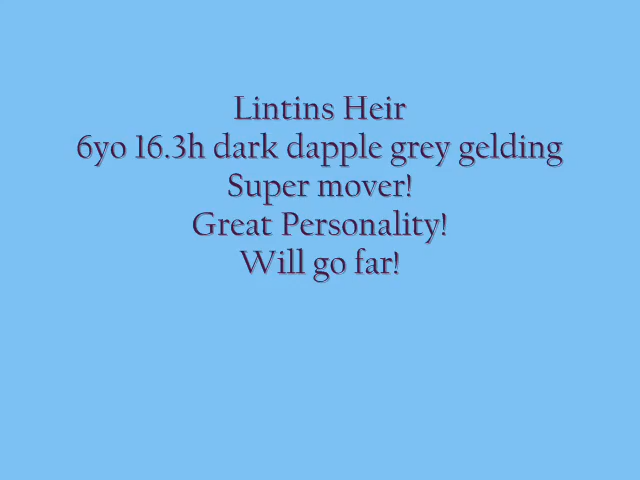 Lintins Heir
6yo 16.3h dark dapple grey gelding
Super mover!
Great Personality!
Will go far!